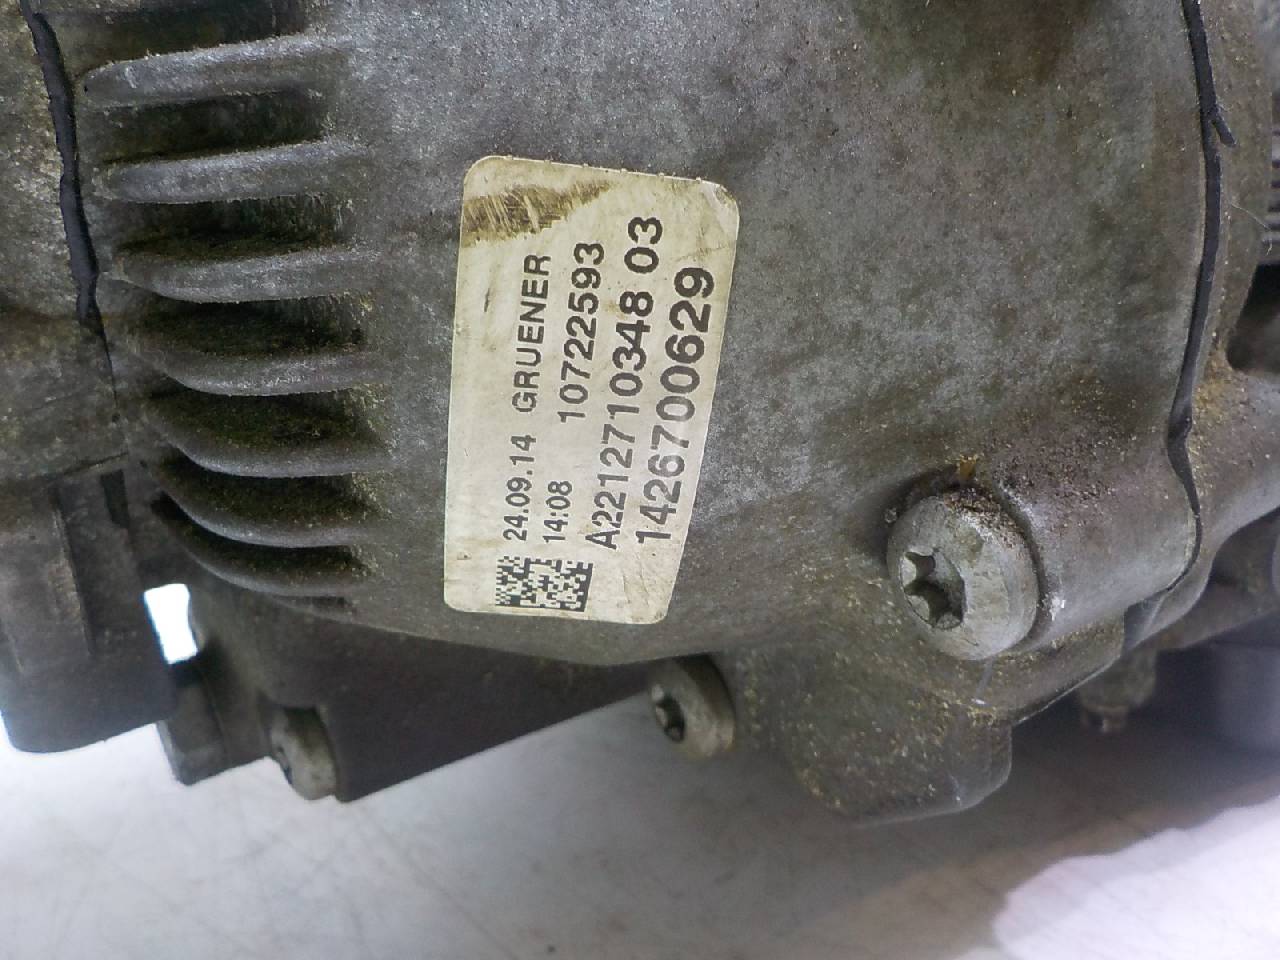 24.09.14 GRUENER
14:08 10722593
A2212710348 03
1426700629